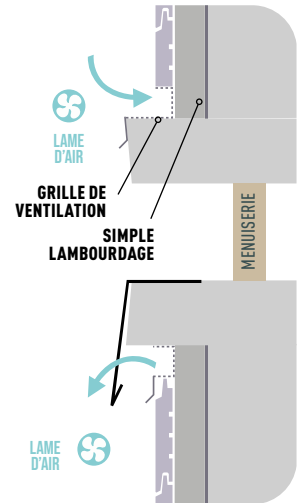 LAME
D'AIR
GRILLE DE
VENTILATION
SIMPLE
LAMBOURDAGE
MENUISERIE
LAME
D'AIR